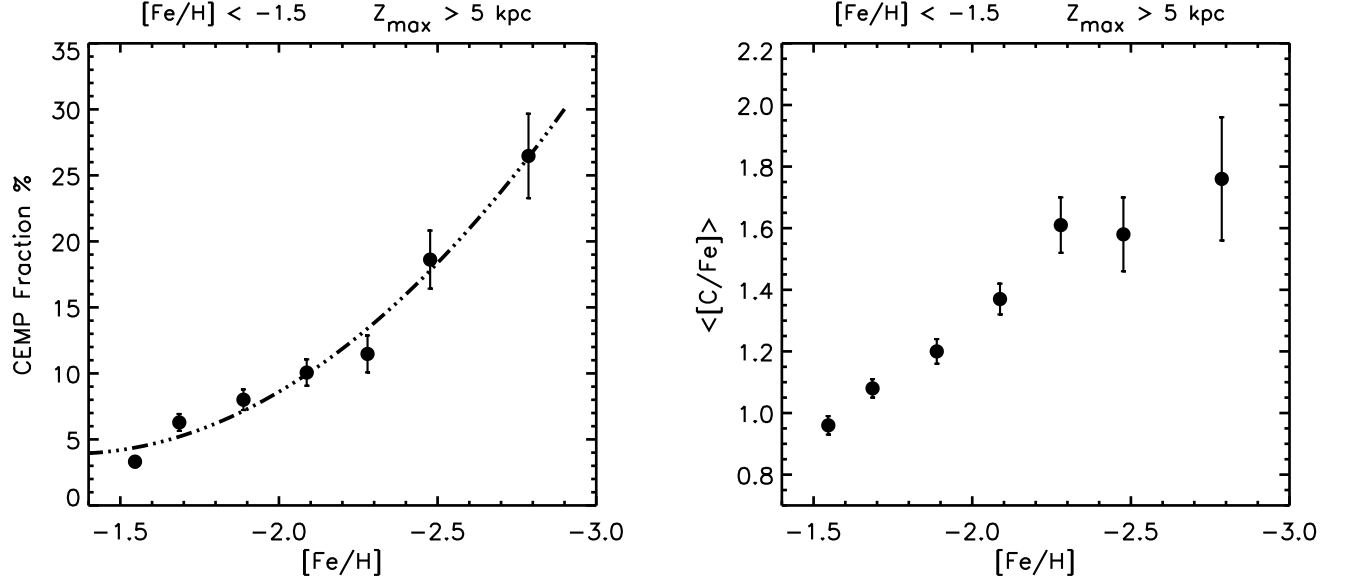 [Fe/H] < −1.5 Z_max > 5 kpc
35
30
25
20
15
10
5
0
CEMP Fraction %
−1.5 −2.0 −2.5 −3.0
[Fe/H]
[Fe/H] < −1.5 Z_max > 5 kpc
2.2
2.0
1.8
1.6
1.4
1.2
1.0
0.8
<[C/Fe]>
−1.5 −2.0 −2.5 −3.0
[Fe/H]